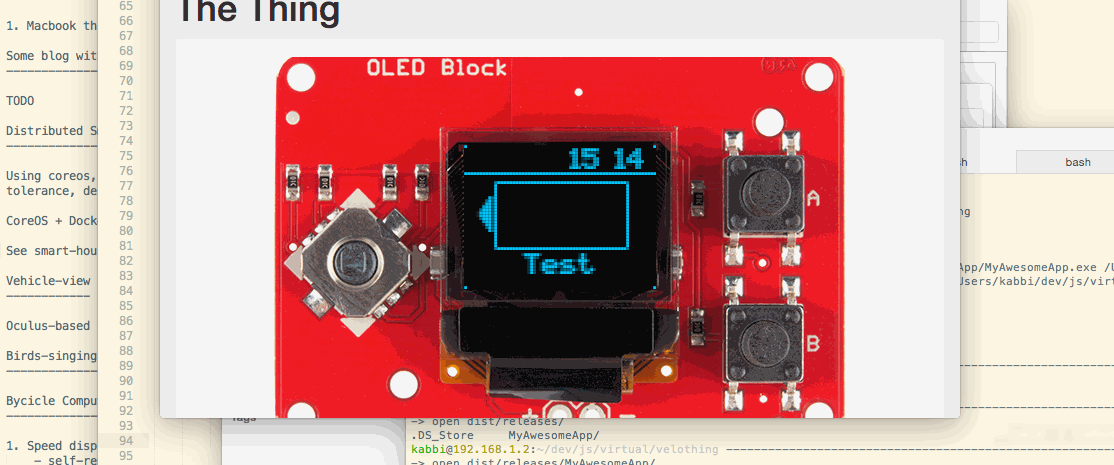 1. Macbook th
Some blog wit
TODO
Distributed S
Using coreos,
tolerance, de
CoreOS + Dock
See smart-hou
Vehicle-view
Oculus-based
Birds-singing
Bycicle Compu
1. Speed disp
- self-re
65
66
67
68
69
70
71
72
73
74
75
76
77
78
79
80
81
82
83
84
85
86
87
88
89
90
91
92
93
94
95
The Thing
OLED Block
15 14
Test
A
B
+ -
sh
bash
ng
App/MyAwesomeApp.exe /U
Users/kabbi/dev/js/virt
Tags
-> open dist/releases/
.DS_Store MyAwesomeApp/
kabbi@192.168.1.2:~/dev/js/virtual/velothing
-> open dist/releases/MyAwesomeApp/